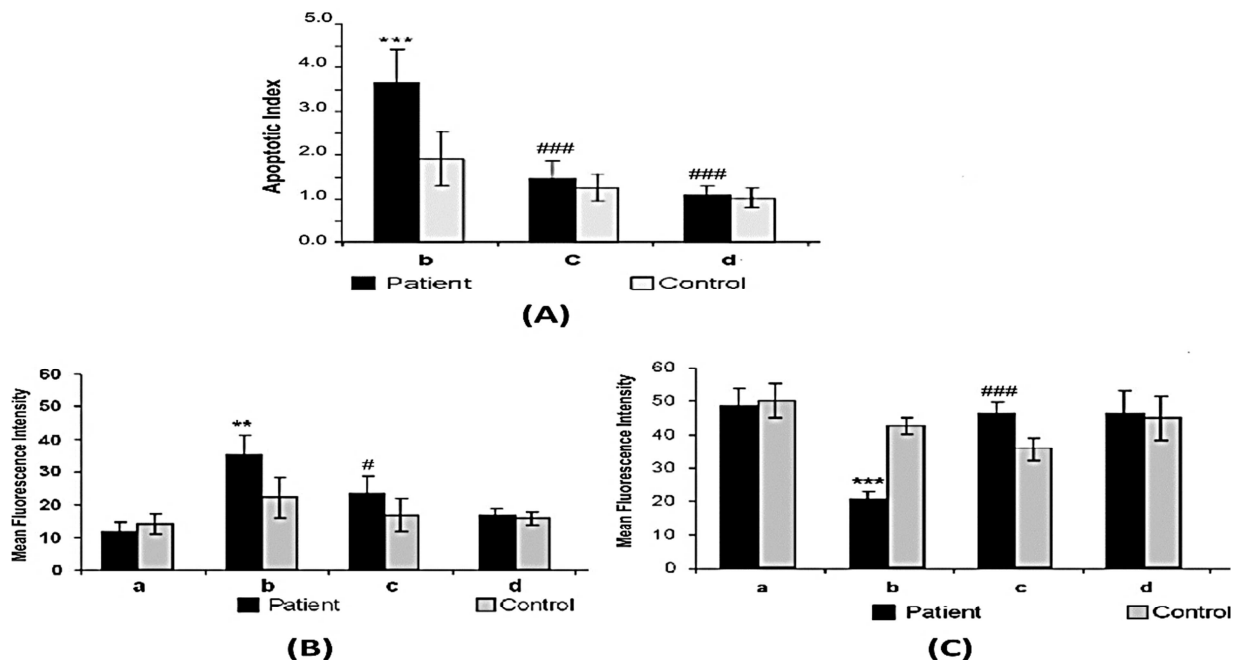 5.0
***
4.0
3.0
Apoptotic Index
2.0
###
###
1.0
0.0
b c d
Patient Control
(A)
60
50
40
30
20
10
0
Mean Fluorescence Intensity
**
#
a b c d
Patient Control
(B)
60
50
40
30
20
10
0
Mean Fluorescence Intensity
###
***
a b c d
Patient Control
(C)